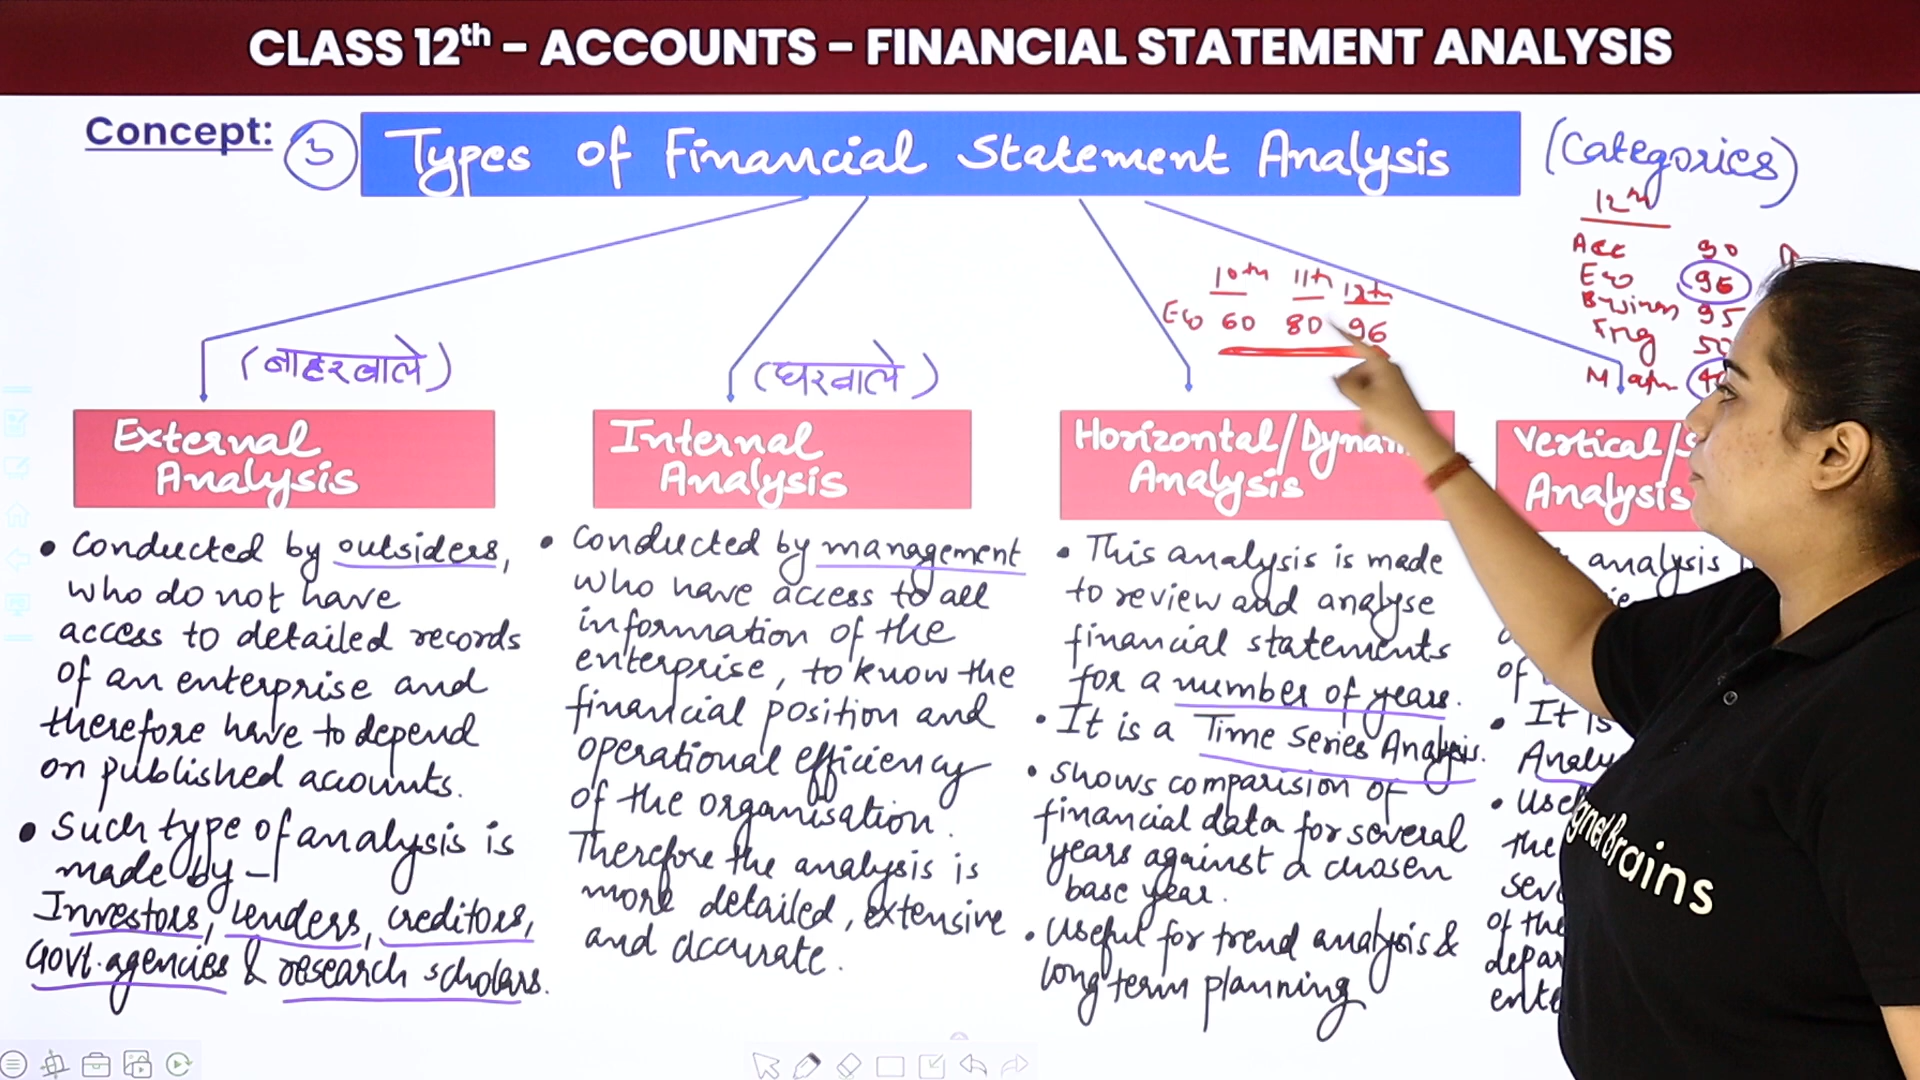 CLASS 12th – ACCOUNTS – FINANCIAL STATEMENT ANALYSIS
Concept: 3 Types of Financial Statement Analysis (Categories)
(बाहरवाले)
External
Analysis
• Conducted by outsiders,
who do not have
access to detailed records
of an enterprise and
therefore have to depend
on published accounts.
• Such type of analysis is
made by –
Investors, lenders, creditors,
Govt. agencies & research scholars.
(घरवाले)
Internal
Analysis
• Conducted by management
who have access to all
information of the
enterprise, to know the
financial position and
operational efficiency
of the organisation.
Therefore the analysis is
more detailed, extensive
and accurate.
10th 11th 12th
Eco 60 80 96
Horizontal/
Analysis
• This analysis is made
to review and analyse
financial statements
for a number of years.
• It is a Time Series Analysis.
• Shows comparision of
financial data for several
years against a chosen
base year.
• Useful for trend analysis &
long term planning
12th
Acc 90
Eco 96
95
Vertical/
Analysis
analysis
of
• It is
the
of the